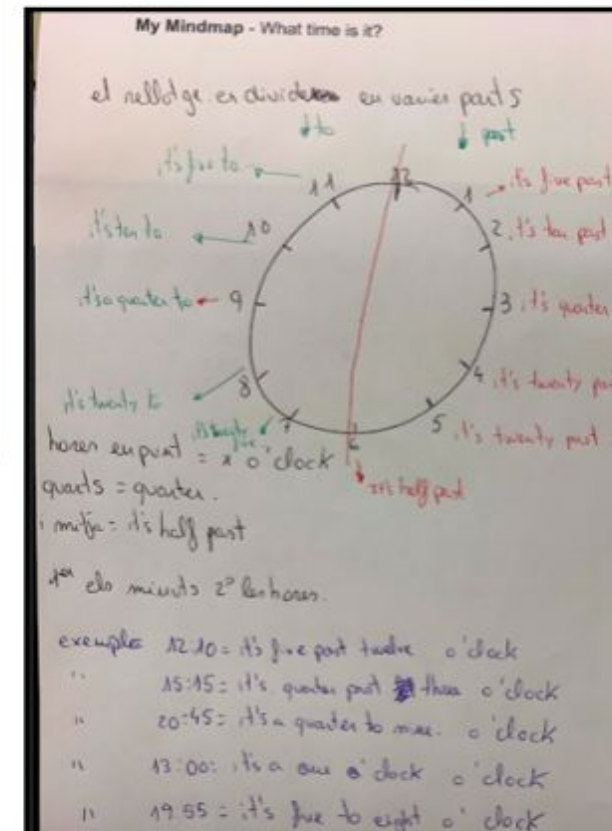 My Mindmap - What time is it?
el rellotge es divideix en varies parts
to
past
it's five to
11
12
1
it's five past
it's ten to
10
2
it's ten past
it's a quarter to
9
3
it's quarter
it's twenty to
8
4
it's twenty
7
it's twenty five
5
it's twenty past
6
it's half past
hores en punt = x o'clock
quarts = quarter.
i mitja = it's half past
1er els minuts 2º les hores.
exemple 12:10 = it's five past twelve o'clock
" 15:15 = it's quarter past three o'clock
" 20:45 = it's a quarter to nine. o'clock
" 13:00: it's a one o'clock o'clock
" 19:55 = it's five to eight o'clock